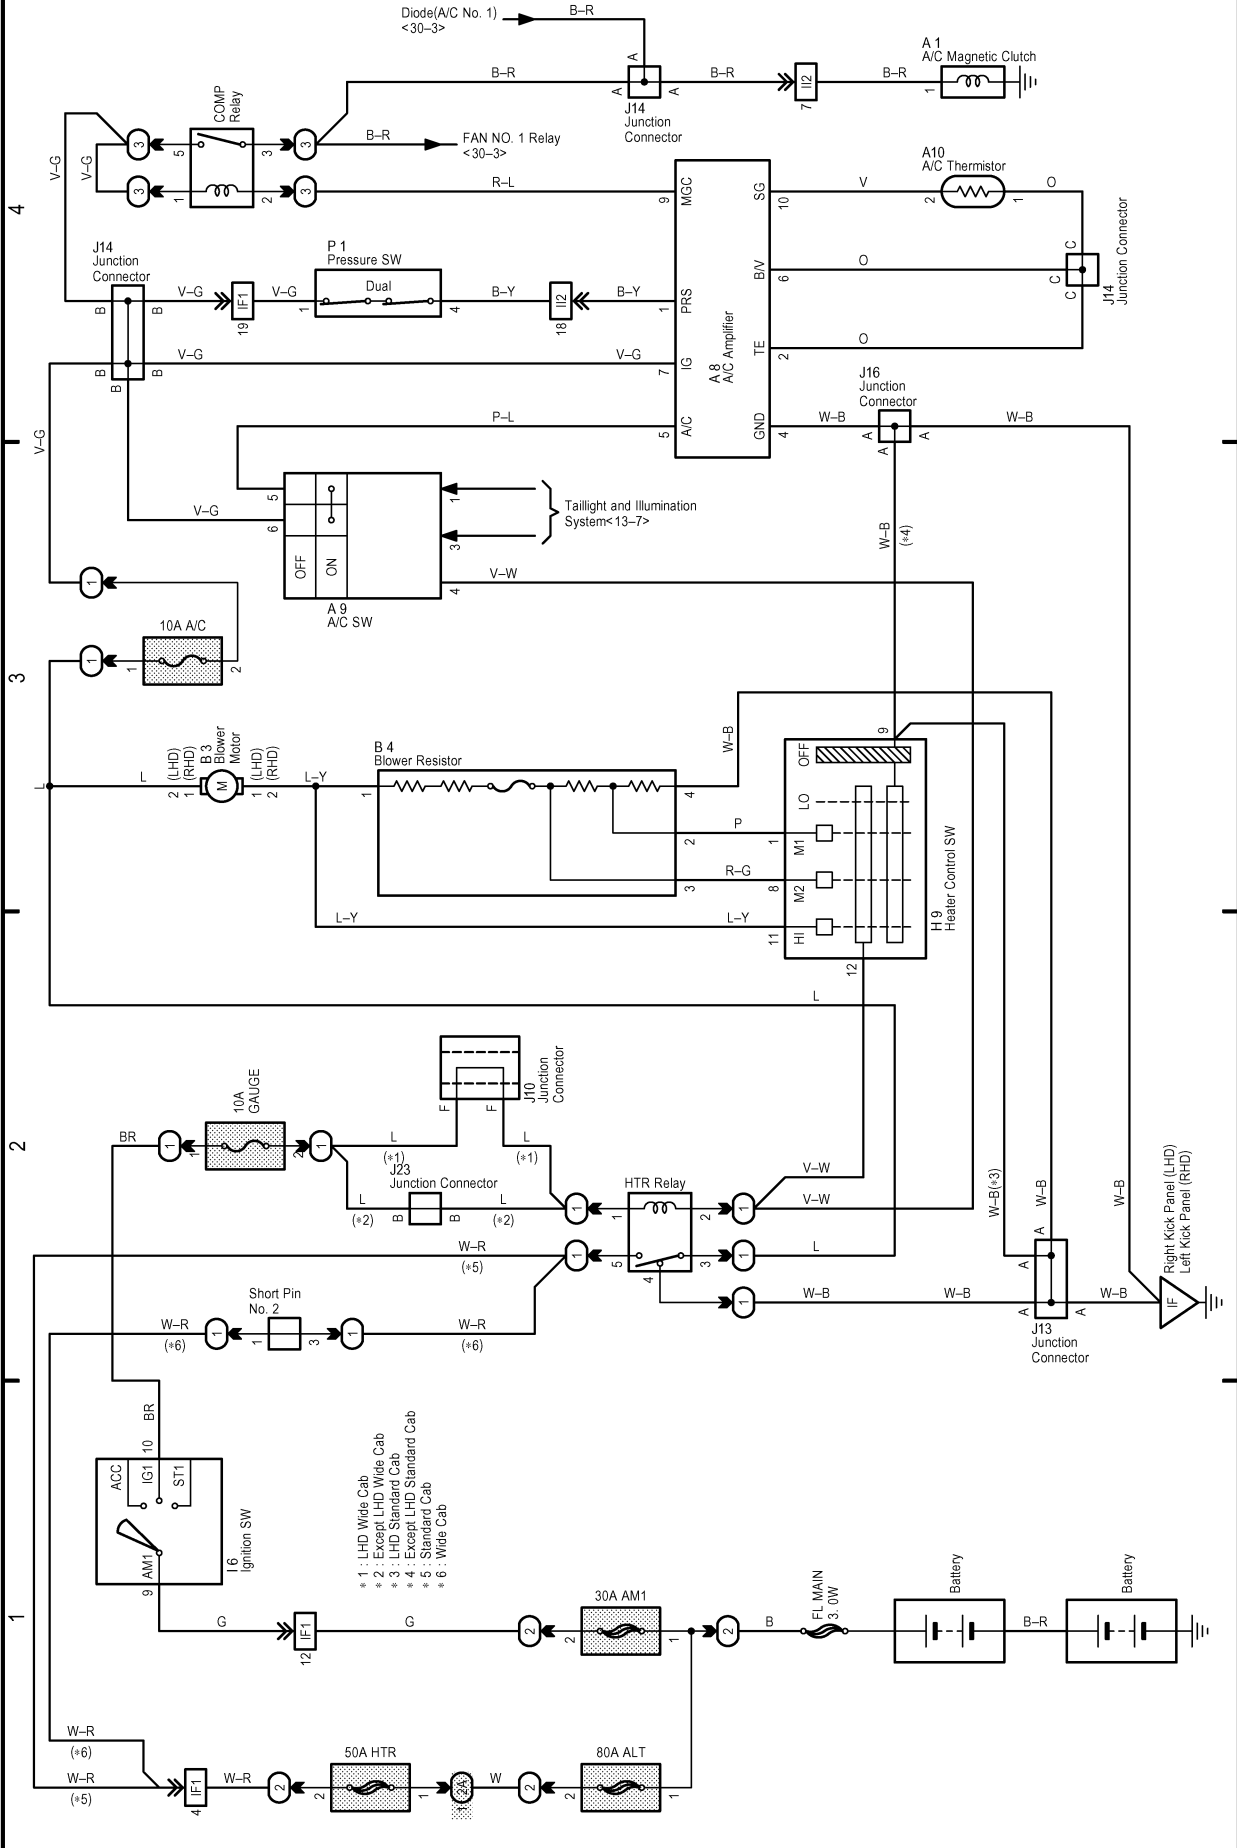 Diode(A/C No. 1)
<30–3>
B–R
A
B–R
A
A
B–R
II2
7
B–R
A 1
A/C Magnetic Clutch
1
J14
Junction
Connector
COMP
Relay
3
5
3
3
B–R
FAN NO. 1 Relay
<30–3>
V–G
V–G
3
1
2
3
R–L
9
MGC
SG
10
V
A10
A/C Thermistor
2
1
O
4
J14
Junction
Connector
B
B
V–G
IF1
19
V–G
P 1
Pressure SW
Dual
1
4
B–Y
II2
18
B–Y
1
PRS
B/V
6
O
C
C
C
J14
Junction Connector
B
B
B
V–G
V–G
7
IG
A 8
A/C Amplifier
TE
2
O
V–G
P–L
5
A/C
GND
4
W–B
J16
Junction
Connector
A
A
A
W–B
V–G
5
6
OFF
ON
1
3
Taillight and Illumination
System<13–7>
W–B
(∗4)
4
V–W
A 9
A/C SW
1
1
10A A/C
1
2
3
L
L
2 (LHD)
1 (RHD)
B 3
Blower
Motor
M
1 (LHD)
2 (RHD)
L–Y
B 4
Blower Resistor
1
4
2
3
W–B
P
R–G
L–Y
L–Y
9
OFF
LO
1
M1
8
M2
11
HI
12
H 9
Heater Control SW
L
10A
GAUGE
BR
1
1
2
1
L
(∗1)
F
F
J10
Junction
Connector
L
(∗1)
J23
Junction Connector
L
(∗2)
B
B
L
(∗2)
2
HTR Relay
1
1
2
1
V–W
V–W
W–R
(∗5)
1
5
4
3
1
L
1
W–B
W–B
W–B(∗3)
W–B
W–B
A
A
A
A
W–B
J13
Junction
Connector
IF
Right Kick Panel (LHD)
Left Kick Panel (RHD)
Short Pin
No. 2
W–R
(∗6)
1
1
3
1
W–R
(∗6)
BR
10
ACC
IG1
ST1
AM1
9
I 6
Ignition SW
∗ 1 : LHD Wide Cab
∗ 2 : Except LHD Wide Cab
∗ 3 : LHD Standard Cab
∗ 4 : Except LHD Standard Cab
∗ 5 : Standard Cab
∗ 6 : Wide Cab
1
G
IF1
12
G
2
2
30A AM1
1
2
B
FL MAIN
3. 0W
Battery
B–R
Battery
W–R
(∗6)
W–R
(∗5)
IF1
4
W–R
2
2
50A HTR
1
2A
1
W
2
2
80A ALT
1